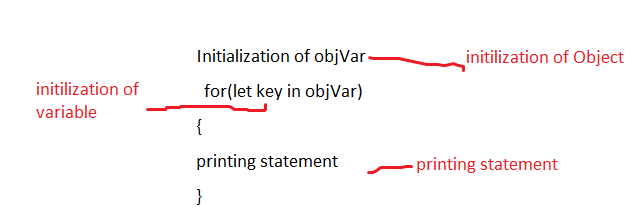 Initialization of objVar
initilization of Object
initilization of
variable
for(let key in objVar)
{
printing statement
printing statement
}